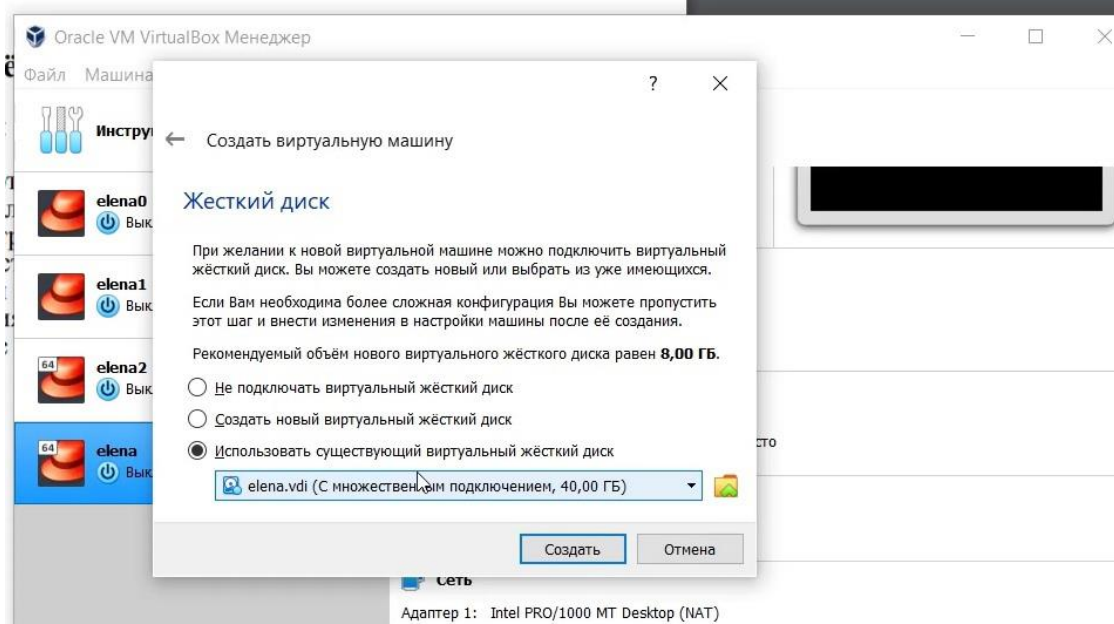 Oracle VM VirtualBox Менеджер
Файл Машина
?
Инстру
Создать виртуальную машину
elena0
Вык
Жесткий диск
При желании к новой виртуальной машине можно подключить виртуальный
жёсткий диск. Вы можете создать новый или выбрать из уже имеющихся.
elena1
Вык
Если Вам необходима более сложная конфигурация Вы можете пропустить
этот шаг и внести изменения в настройки машины после её создания.
Рекомендуемый объём нового виртуального жёсткого диска равен 8,00 ГБ.
64
elena2
Вык
Не подключать виртуальный жёсткий диск
Создать новый виртуальный жёсткий диск
64
elena
Вык
Использовать существующий виртуальный жёсткий диск
сто
elena.vdi (С множественным подключением, 40,00 ГБ)
Создать
Отмена
Сеть
Адаптер 1: Intel PRO/1000 MT Desktop (NAT)